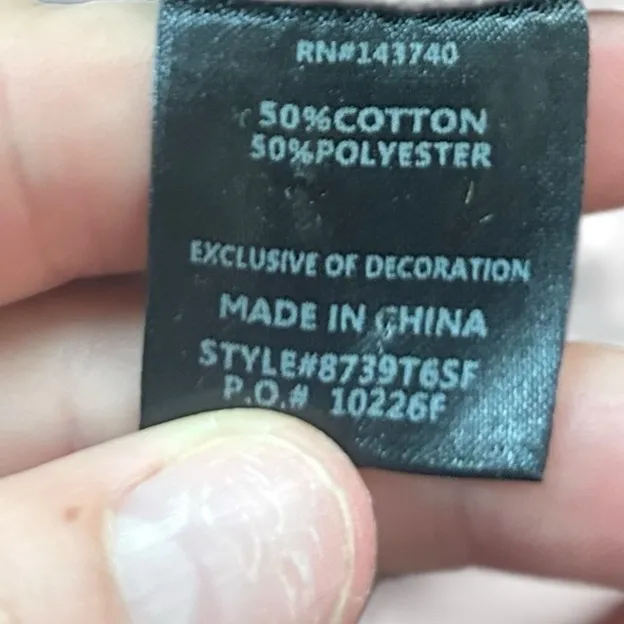 RN#143740
50%COTTON
50%POLYESTER
EXCLUSIVE OF DECORATION
MADE IN CHINA
STYLE#8739T6SF
P.O.# 10226F